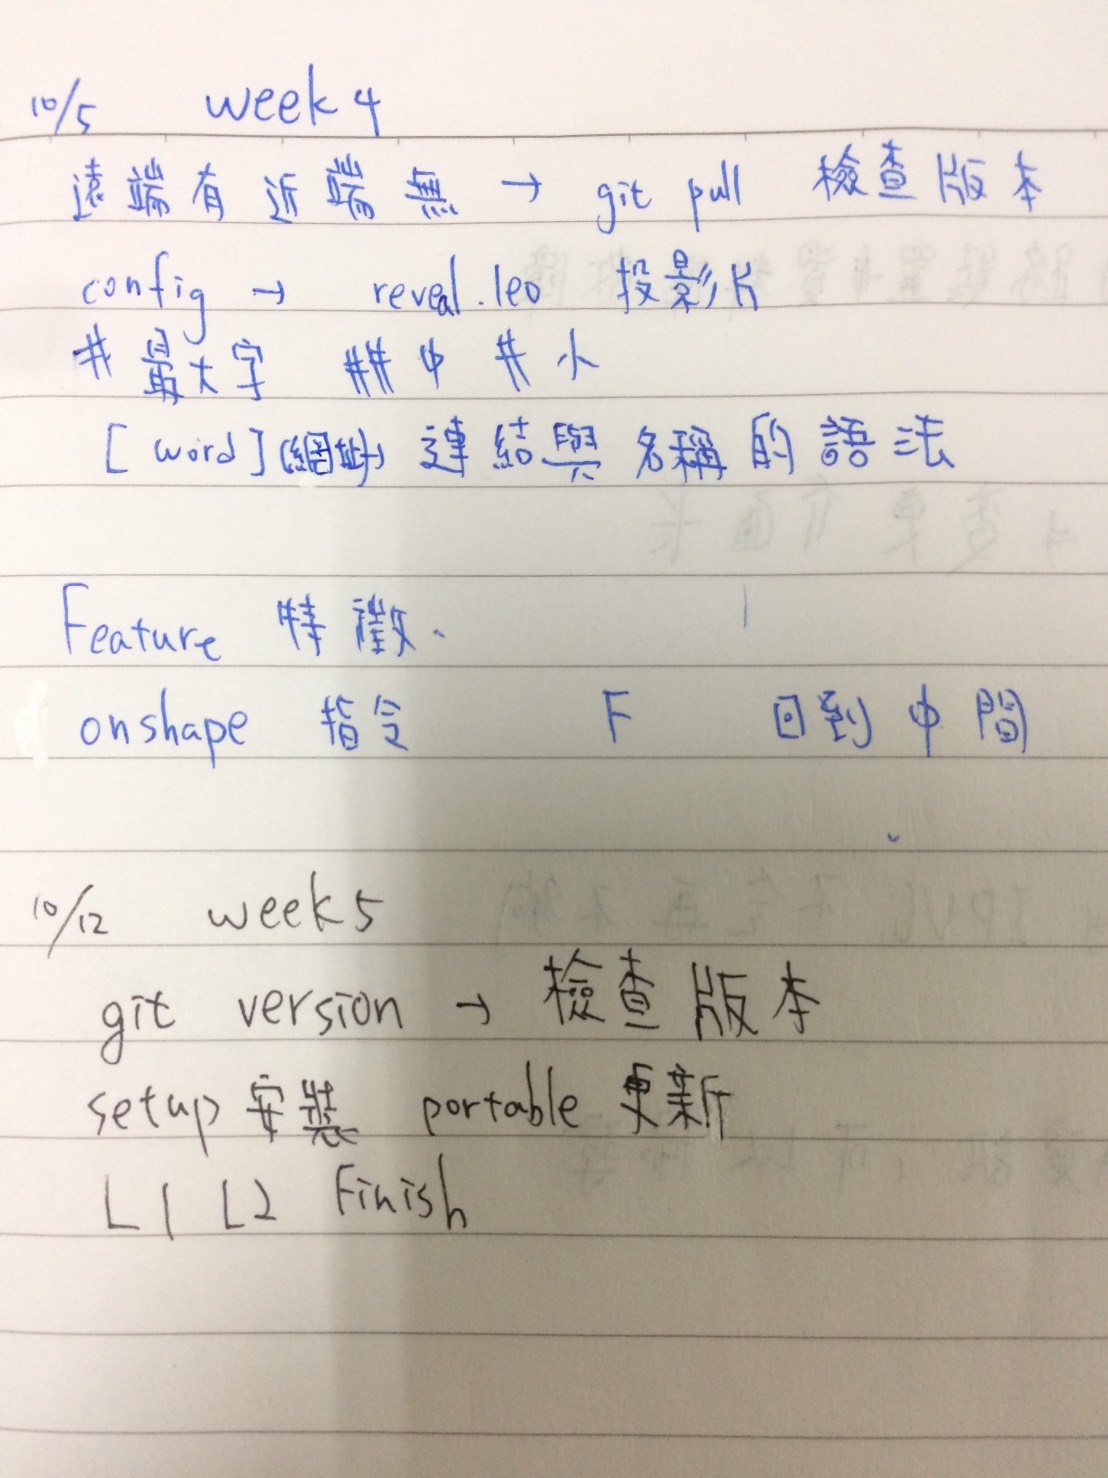 10/5 week 4
遠端有近端無 → git pull 檢查版本
config → reveal.leo 投影片
# 最大字 ## 中 # 小
[word](網址) 連結與名稱的語法
Feature 特徵.
onshape 指令 F 回到中間
10/12 week 5
git version → 檢查版本
setup 安裝 portable 更新
L1 L2 Finish